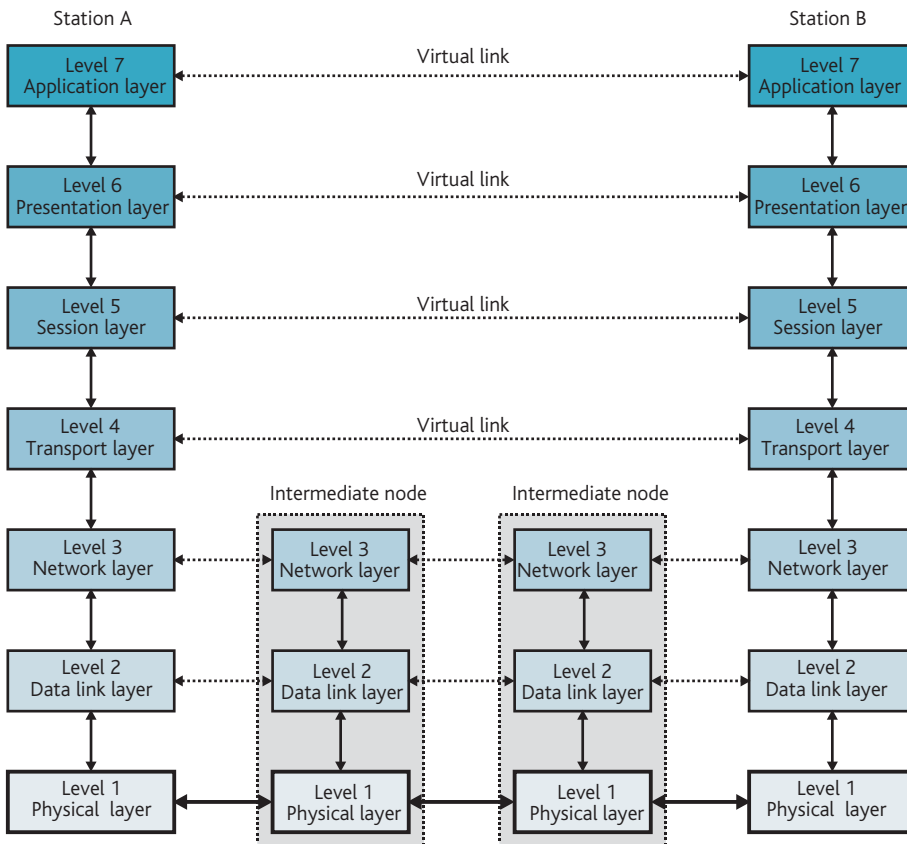 Station A
Station B
Level 7
Application layer
Virtual link
Level 7
Application layer
Level 6
Presentation layer
Virtual link
Level 6
Presentation layer
Level 5
Session layer
Virtual link
Level 5
Session layer
Level 4
Transport layer
Virtual link
Level 4
Transport layer
Intermediate node
Intermediate node
Level 3
Network layer
Level 3
Network layer
Level 3
Network layer
Level 3
Network layer
Level 2
Data link layer
Level 2
Data link layer
Level 2
Data link layer
Level 2
Data link layer
Level 1
Physical layer
Level 1
Physical layer
Level 1
Physical layer
Level 1
Physical layer